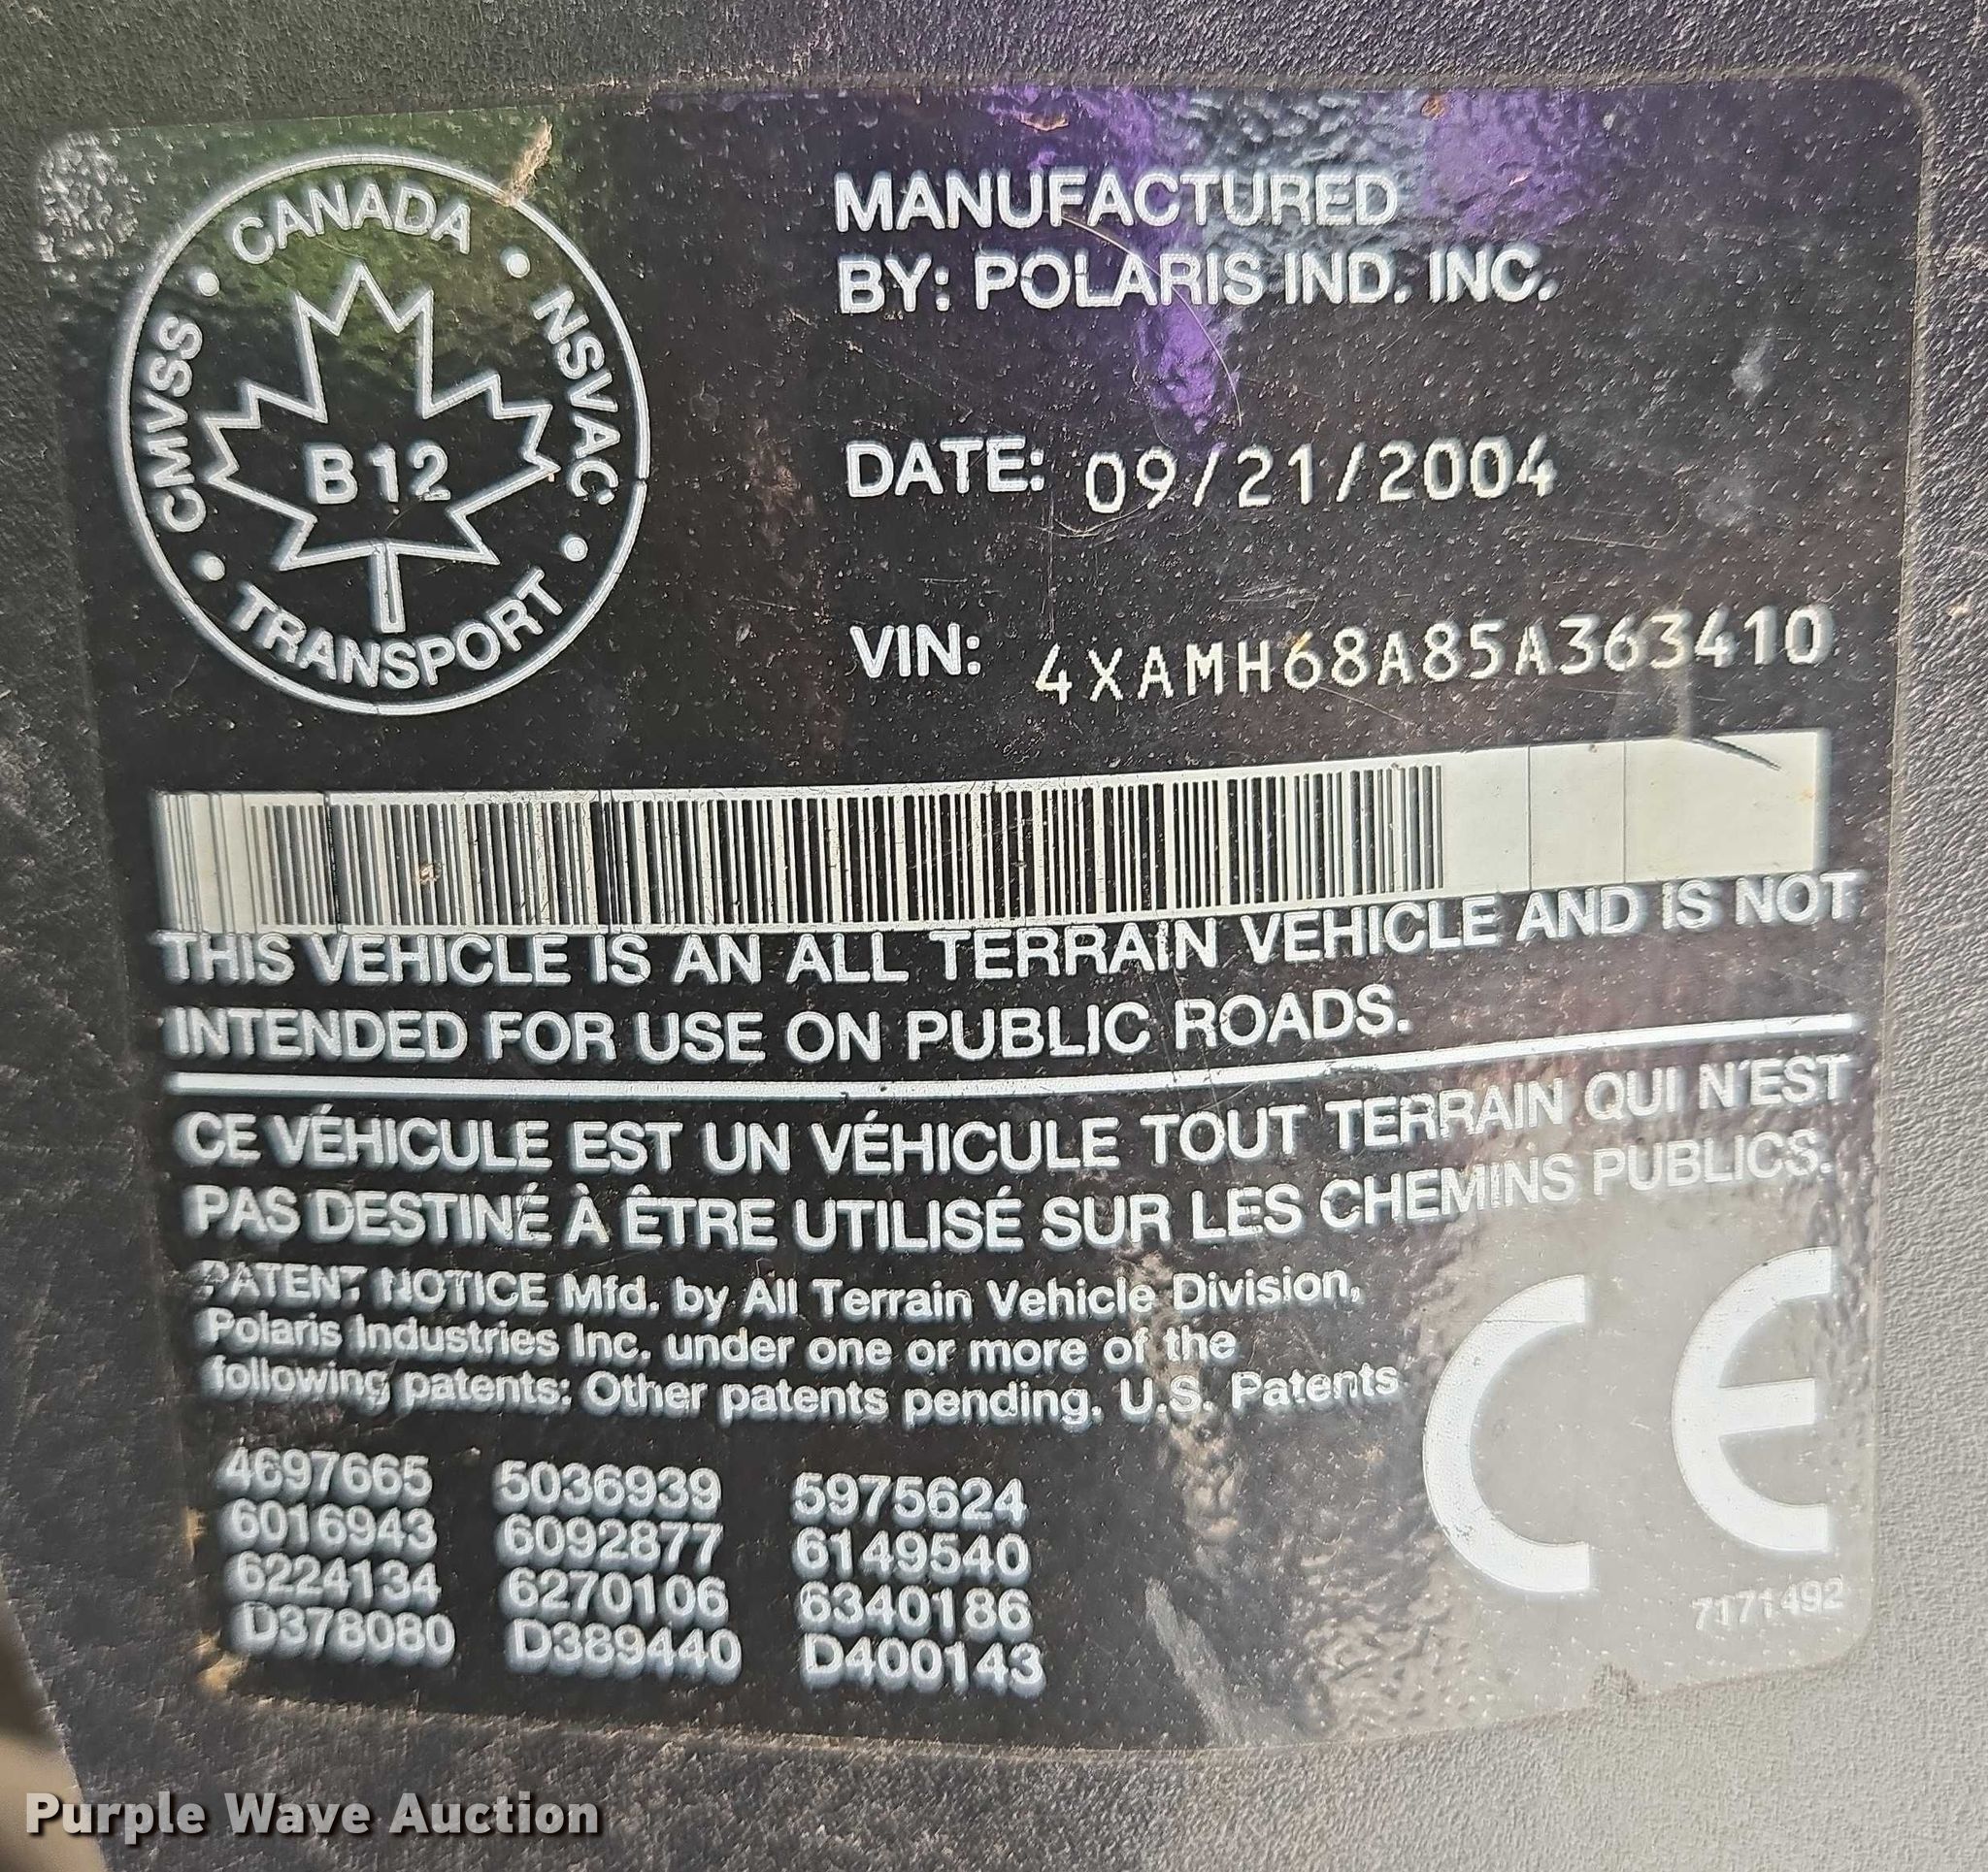 CANADA
NSVAC
CMVSS
B12
TRANSPORT
MANUFACTURED
BY: POLARIS IND. INC.
DATE: 09/21/2004
VIN: 4XAMH68A85A363410
THIS VEHICLE IS AN ALL TERRAIN VEHICLE AND IS NOT
INTENDED FOR USE ON PUBLIC ROADS.
CE VÉHICULE EST UN VÉHICULE TOUT TERRAIN QUI N'EST
PAS DESTINÉ À ÊTRE UTILISÉ SUR LES CHEMINS PUBLICS.
PATENT NOTICE Mfd. by All Terrain Vehicle Division,
Polaris Industries Inc. under one or more of the
following patents: Other patents pending. U.S. Patents
4697665 5036939 5975624
6016943 6092877 6149540
6224134 6270106 6340186
D378080 D389440 D400143
CE
7171492
Purple Wave Auction